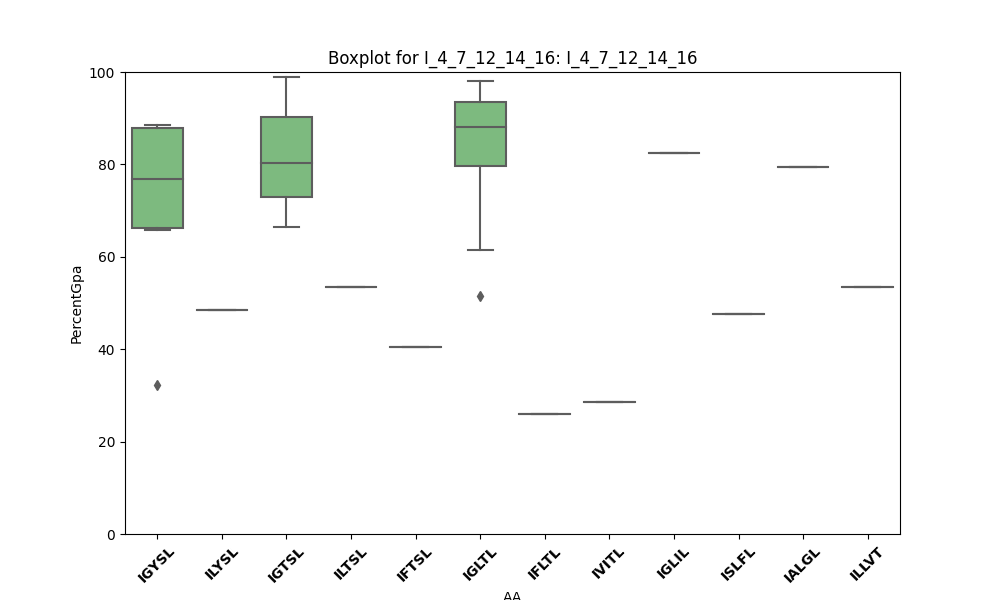 Boxplot for I_4_7_12_14_16: I_4_7_12_14_16
100
80
60
40
20
0
PercentGpa
IGYSL
ILYSL
IGTSL
ILTSL
IFTSL
IGLTL
IFLTL
IVITL
IGLIL
ISLFL
IALGL
ILLVT
AA